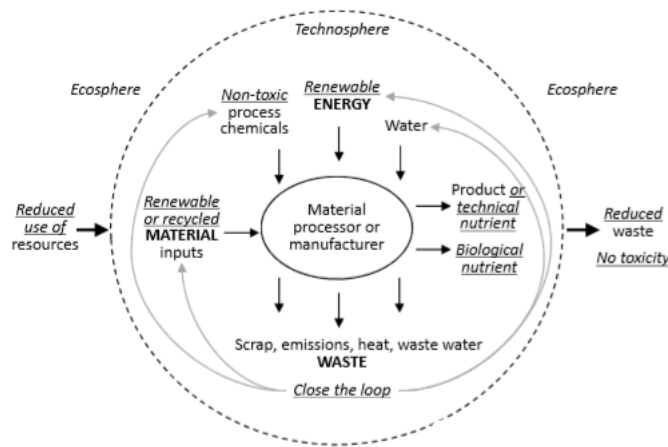 Technosphere
Ecosphere
Ecosphere
Non-toxic
process
chemicals
Renewable
ENERGY
Water
Reduced
use of
resources
Renewable
or recycled
MATERIAL
inputs
Material
processor or
manufacturer
Product or
technical
nutrient
Biological
nutrient
Reduced
waste
No toxicity
Scrap, emissions, heat, waste water
WASTE
Close the loop